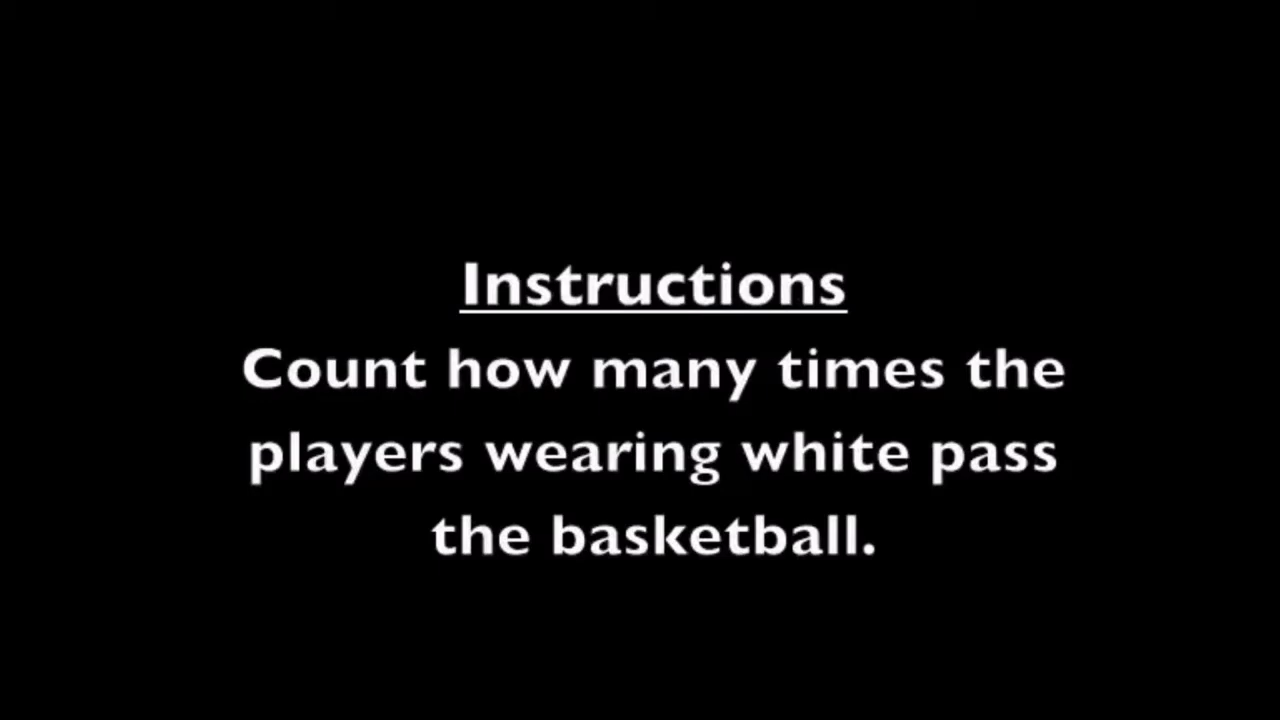 Instructions
Count how many times the
players wearing white pass
the basketball.